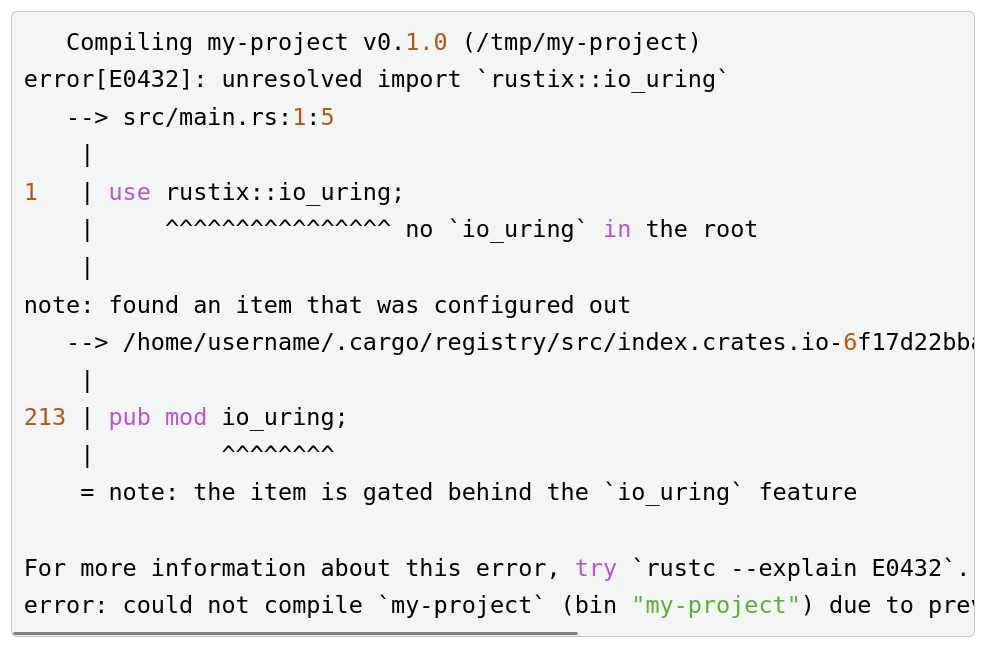 Compiling my-project v0.1.0 (/tmp/my-project)
error[E0432]: unresolved import `rustix::io_uring`
   --> src/main.rs:1:5
    |
1   | use rustix::io_uring;
    |     ^^^^^^^^^^^^^^^^ no `io_uring` in the root
    |
note: found an item that was configured out
   --> /home/username/.cargo/registry/src/index.crates.io-6f17d22bba
    |
213 | pub mod io_uring;
    |         ^^^^^^^^
    = note: the item is gated behind the `io_uring` feature

For more information about this error, try `rustc --explain E0432`.
error: could not compile `my-project` (bin "my-project") due to prev